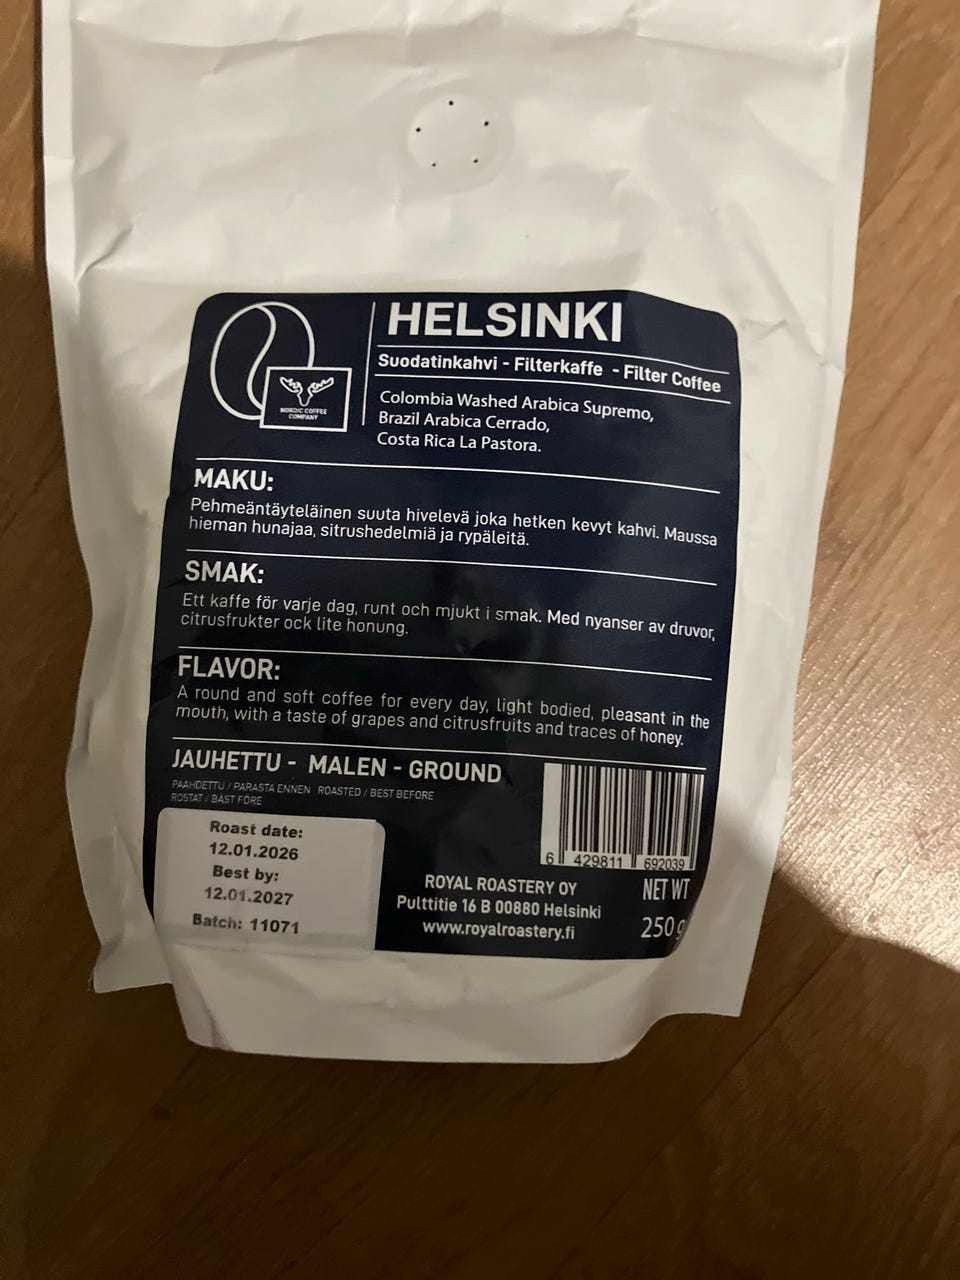 HELSINKI
Suodatinkahvi - Filterkaffe - Filter Coffee
Colombia Washed Arabica Supremo,
Brazil Arabica Cerrado,
Costa Rica La Pastora.
NORDIC COFFEE
COMPANY
MAKU:
Pehmeäntäyteläinen suuta hivelevä joka hetken kevyt kahvi. Maussa
hieman hunajaa, sitrushedelmiä ja rypäleitä.
SMAK:
Ett kaffe för varje dag, runt och mjukt i smak. Med nyanser av druvor,
citrusfrukter ock lite honung.
FLAVOR:
A round and soft coffee for every day, light bodied, pleasant in the
mouth, with a taste of grapes and citrusfruits and traces of honey.
JAUHETTU - MALEN - GROUND
PAAHDETTU / PARASTA ENNEN ROASTED / BEST BEFORE
ROSTAT / BÄST FÖRE
Roast date:
12.01.2026
Best by:
12.01.2027
Batch: 11071
6 429811 692039
ROYAL ROASTERY OY
Pulttitie 16 B 00880 Helsinki
www.royalroastery.fi
NET WT
250 g